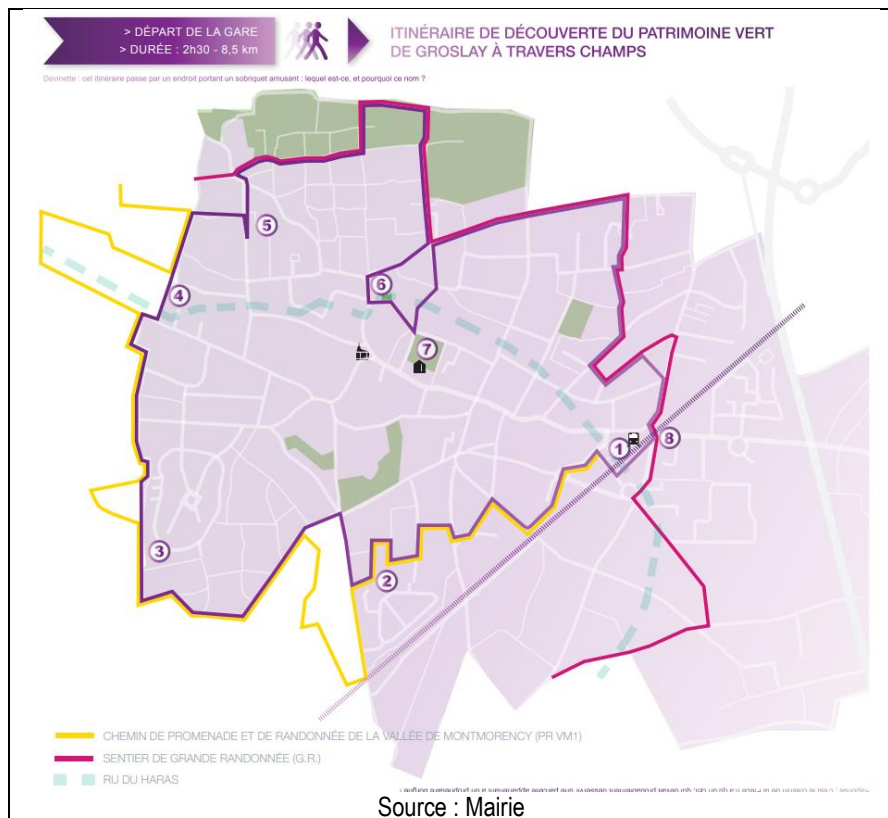 > DÉPART DE LA GARE
> DURÉE : 2h30 - 8,5 km
ITINÉRAIRE DE DÉCOUVERTE DU PATRIMOINE VERT
DE GROSLAY À TRAVERS CHAMPS
Devinette : cet itinéraire passe par un endroit portant un sobriquet amusant : lequel est-ce, et pourquoi ce nom ?
5
4
6
7
1
8
3
2
CHEMIN DE PROMENADE ET DE RANDONNÉE DE LA VALLÉE DE MONTMORENCY (PR VM1)
SENTIER DE GRANDE RANDONNÉE (G.R.)
RU DU HARAS
Source : Mairie